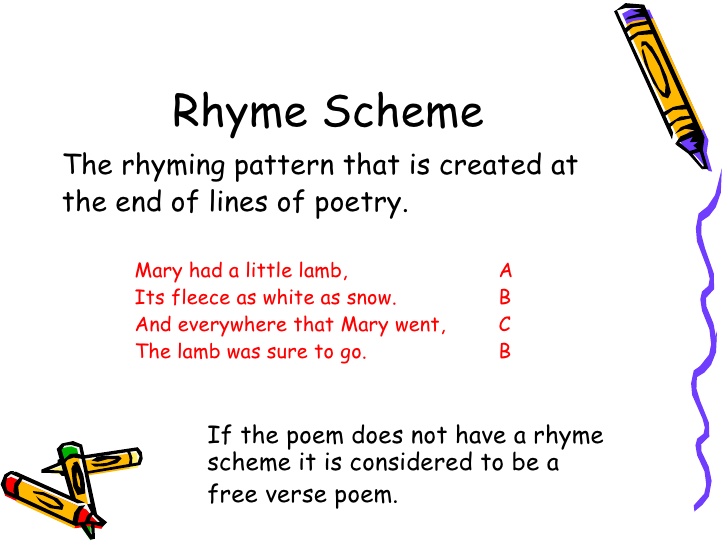 Rhyme Scheme
The rhyming pattern that is created at
the end of lines of poetry.
Mary had a little lamb, A
Its fleece as white as snow. B
And everywhere that Mary went, C
The lamb was sure to go. B
If the poem does not have a rhyme
scheme it is considered to be a
free verse poem.